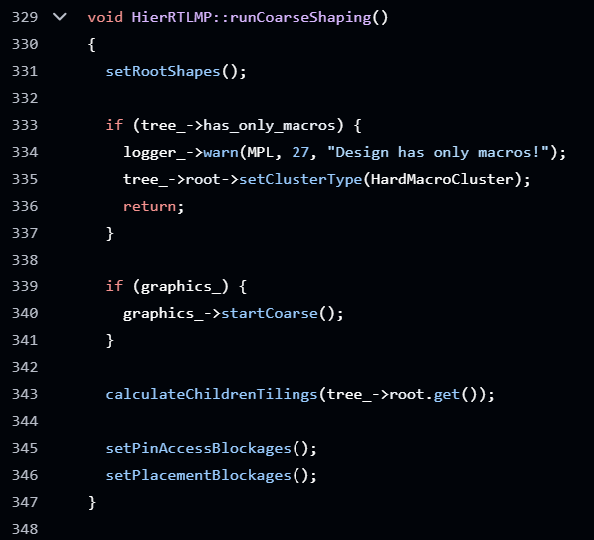 329 void HierRTLMP::runCoarseShaping()
330 {
331   setRootShapes();
332
333   if (tree_->has_only_macros) {
334     logger_->warn(MPL, 27, "Design has only macros!");
335     tree_->root->setClusterType(HardMacroCluster);
336     return;
337   }
338
339   if (graphics_) {
340     graphics_->startCoarse();
341   }
342
343   calculateChildrenTilings(tree_->root.get());
344
345   setPinAccessBlockages();
346   setPlacementBlockages();
347 }
348